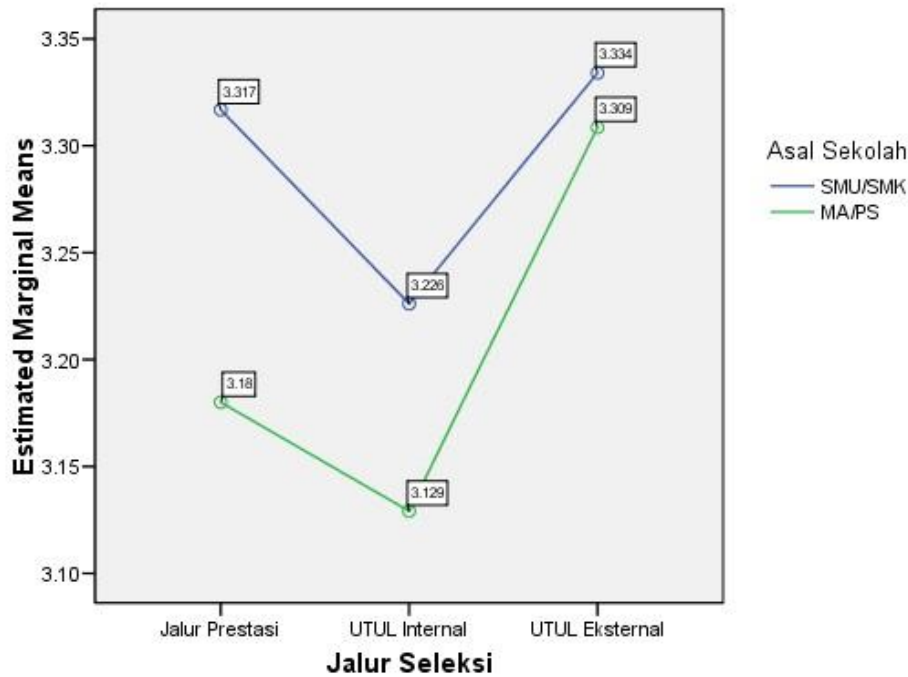 Estimated Marginal Means
3.35
3.30
3.25
3.20
3.15
3.10
3.317
3.226
3.334
3.18
3.129
3.309
Jalur Prestasi
UTUL Internal
UTUL Eksternal
Jalur Seleksi
Asal Sekolah
SMU/SMK
MA/PS